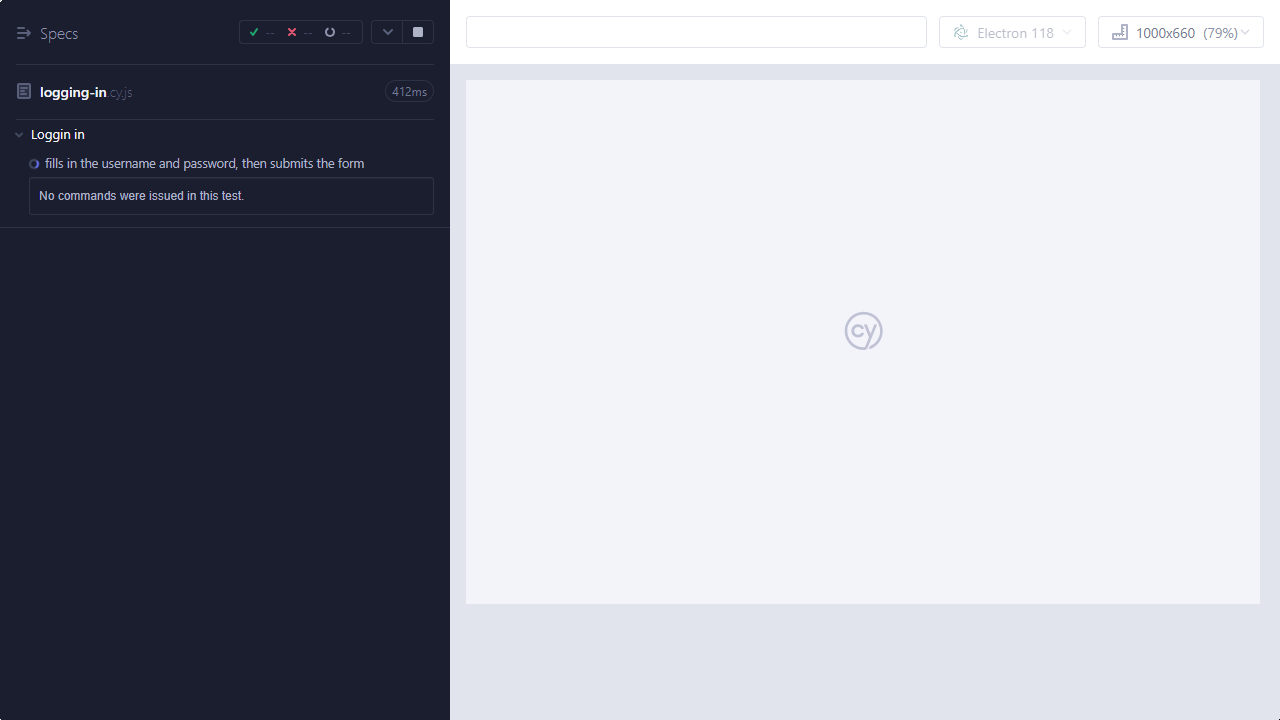 Specs
--
--
--
Electron 118
1000x660 (79%)
logging-in.cy.js
412ms
Loggin in
fills in the username and password, then submits the form
No commands were issued in this test.
cy